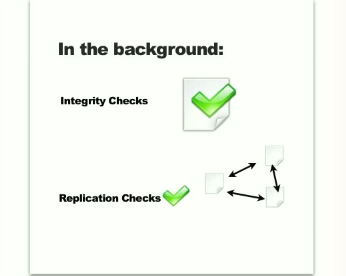 In the background:
Integrity Checks
Replication Checks